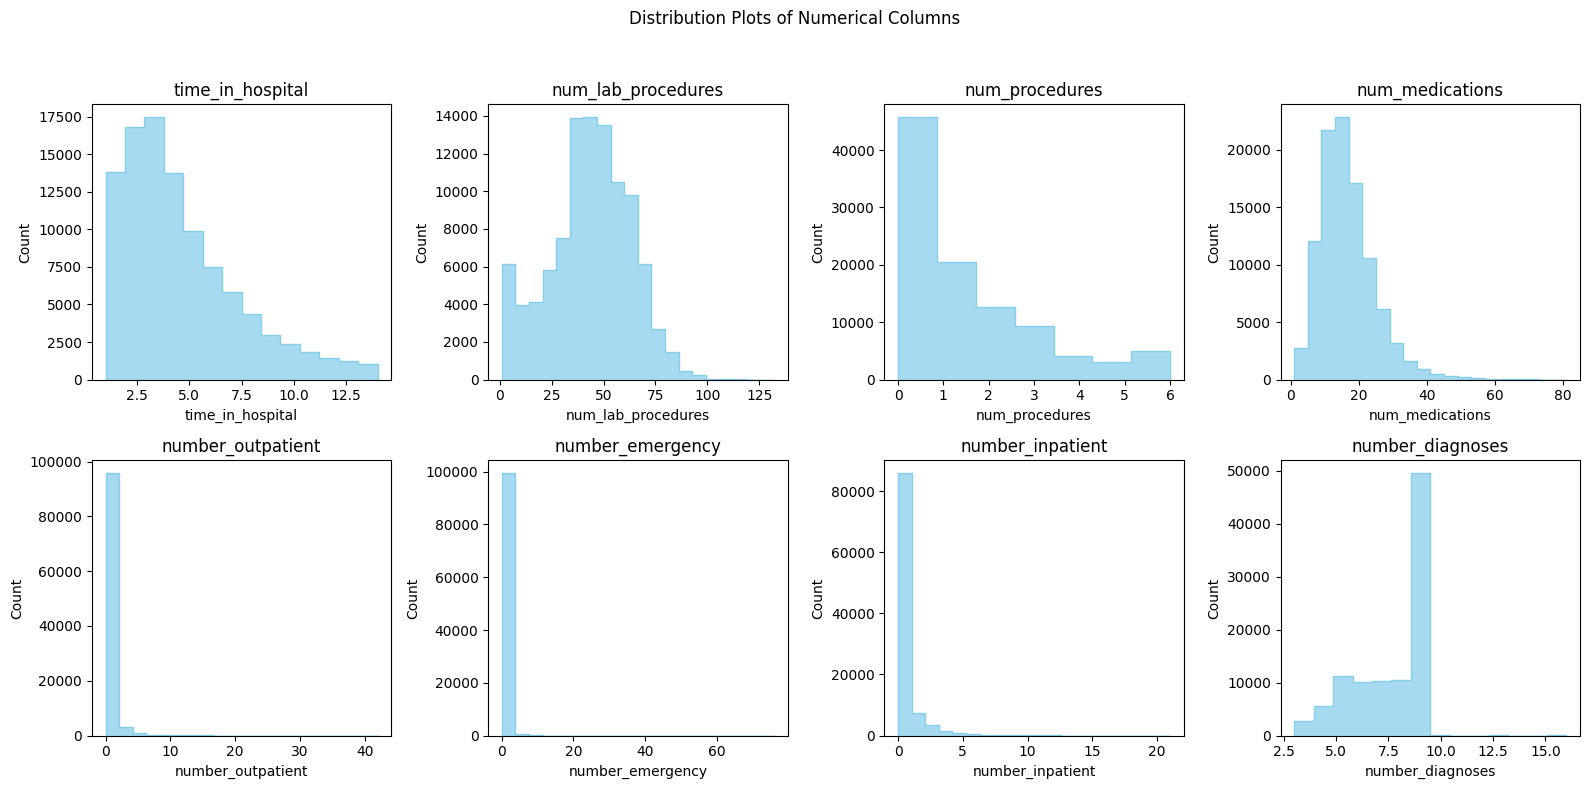 Distribution Plots of Numerical Columns
time_in_hospital
17500
15000
12500
10000
7500
5000
2500
0
Count
2.5 5.0 7.5 10.0 12.5
time_in_hospital
num_lab_procedures
14000
12000
10000
8000
6000
4000
2000
0
Count
0 25 50 75 100 125
num_lab_procedures
num_procedures
40000
30000
20000
10000
0
Count
0 1 2 3 4 5 6
num_procedures
num_medications
20000
15000
10000
5000
0
Count
0 20 40 60 80
num_medications
number_outpatient
100000
80000
60000
40000
20000
0
Count
0 10 20 30 40
number_outpatient
number_emergency
100000
80000
60000
40000
20000
0
Count
0 20 40 60
number_emergency
number_inpatient
80000
60000
40000
20000
0
Count
0 5 10 15 20
number_inpatient
number_diagnoses
50000
40000
30000
20000
10000
0
Count
2.5 5.0 7.5 10.0 12.5 15.0
number_diagnoses